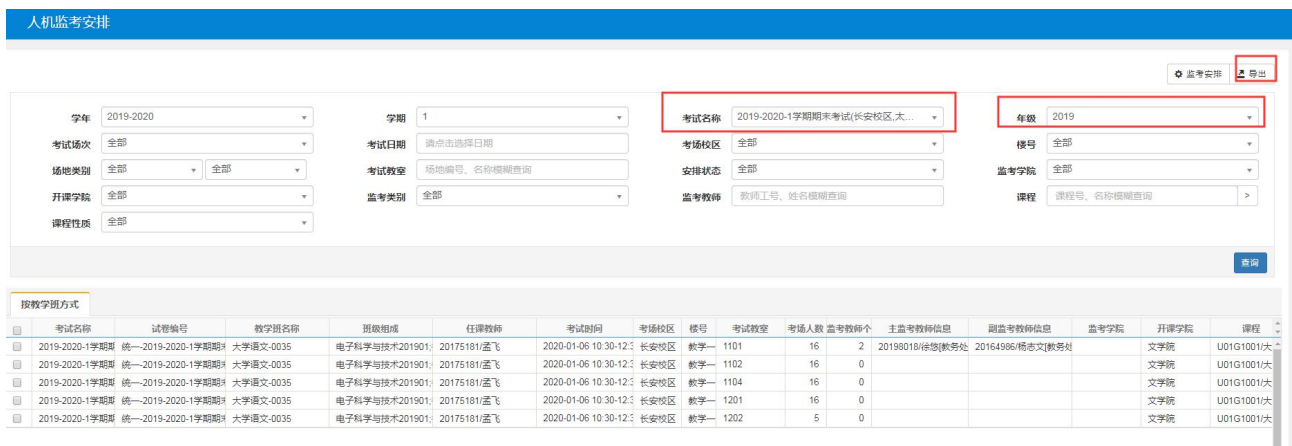 人机监考安排
监考安排 导出
学年 2019-2020 学期 1 考试名称 2019-2020-1学期期末考试(长安校区,太... 年级 2019
考试场次 全部 考试日期 请点击选择日期 考场校区 全部 楼号 全部
场地类别 全部 全部 考试教室 场地编号、名称模糊查询 安排状态 全部 监考学院 全部
开课学院 全部 监考类别 全部 监考教师 教师工号、姓名模糊查询 课程 课程号、名称模糊查询 >
课程性质 全部
查询
按教学班方式
考试名称 试卷编号 教学班名称 班级组成 任课教师 考试时间 考场校区 楼号 考试教室 考场人数 监考教师个 主监考教师信息 副监考教师信息 监考学院 开课学院 课程
2019-2020-1学期期 统一-2019-2020-1学期期末 大学语文-0035 电子科学与技术201901; 20175181/孟飞 2020-01-06 10:30-12:3 长安校区 教学一 1101 16 2 20198018/徐悠[教务处 20164986/杨志文[教务处 文学院 U01G1001/大
2019-2020-1学期期 统一-2019-2020-1学期期末 大学语文-0035 电子科学与技术201901; 20175181/孟飞 2020-01-06 10:30-12:3 长安校区 教学一 1102 16 0 文学院 U01G1001/大
2019-2020-1学期期 统一-2019-2020-1学期期末 大学语文-0035 电子科学与技术201901; 20175181/孟飞 2020-01-06 10:30-12:3 长安校区 教学一 1104 16 0 文学院 U01G1001/大
2019-2020-1学期期 统一-2019-2020-1学期期末 大学语文-0035 电子科学与技术201901; 20175181/孟飞 2020-01-06 10:30-12:3 长安校区 教学一 1201 16 0 文学院 U01G1001/大
2019-2020-1学期期 统一-2019-2020-1学期期末 大学语文-0035 电子科学与技术201901; 20175181/孟飞 2020-01-06 10:30-12:3 长安校区 教学一 1202 5 0 文学院 U01G1001/大